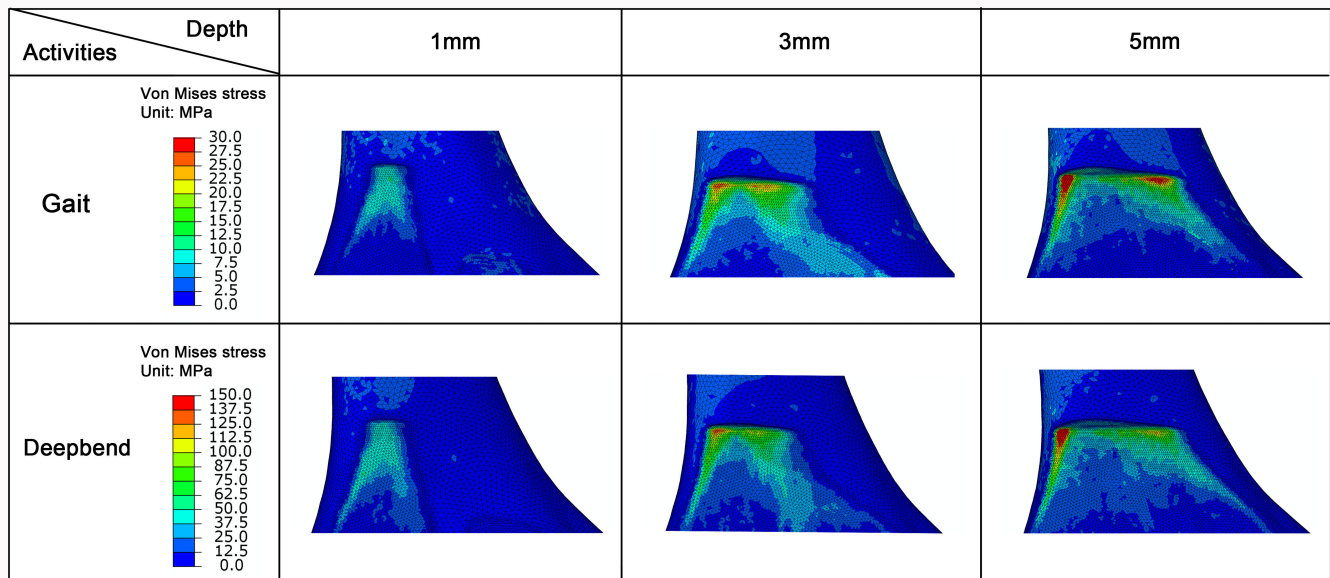 Depth
Activities
1mm
3mm
5mm
Gait
Von Mises stress
Unit: MPa
30.0
27.5
25.0
22.5
20.0
17.5
15.0
12.5
10.0
7.5
5.0
2.5
0.0
Deepbend
Von Mises stress
Unit: MPa
150.0
137.5
125.0
112.5
100.0
87.5
75.0
62.5
50.0
37.5
25.0
12.5
0.0